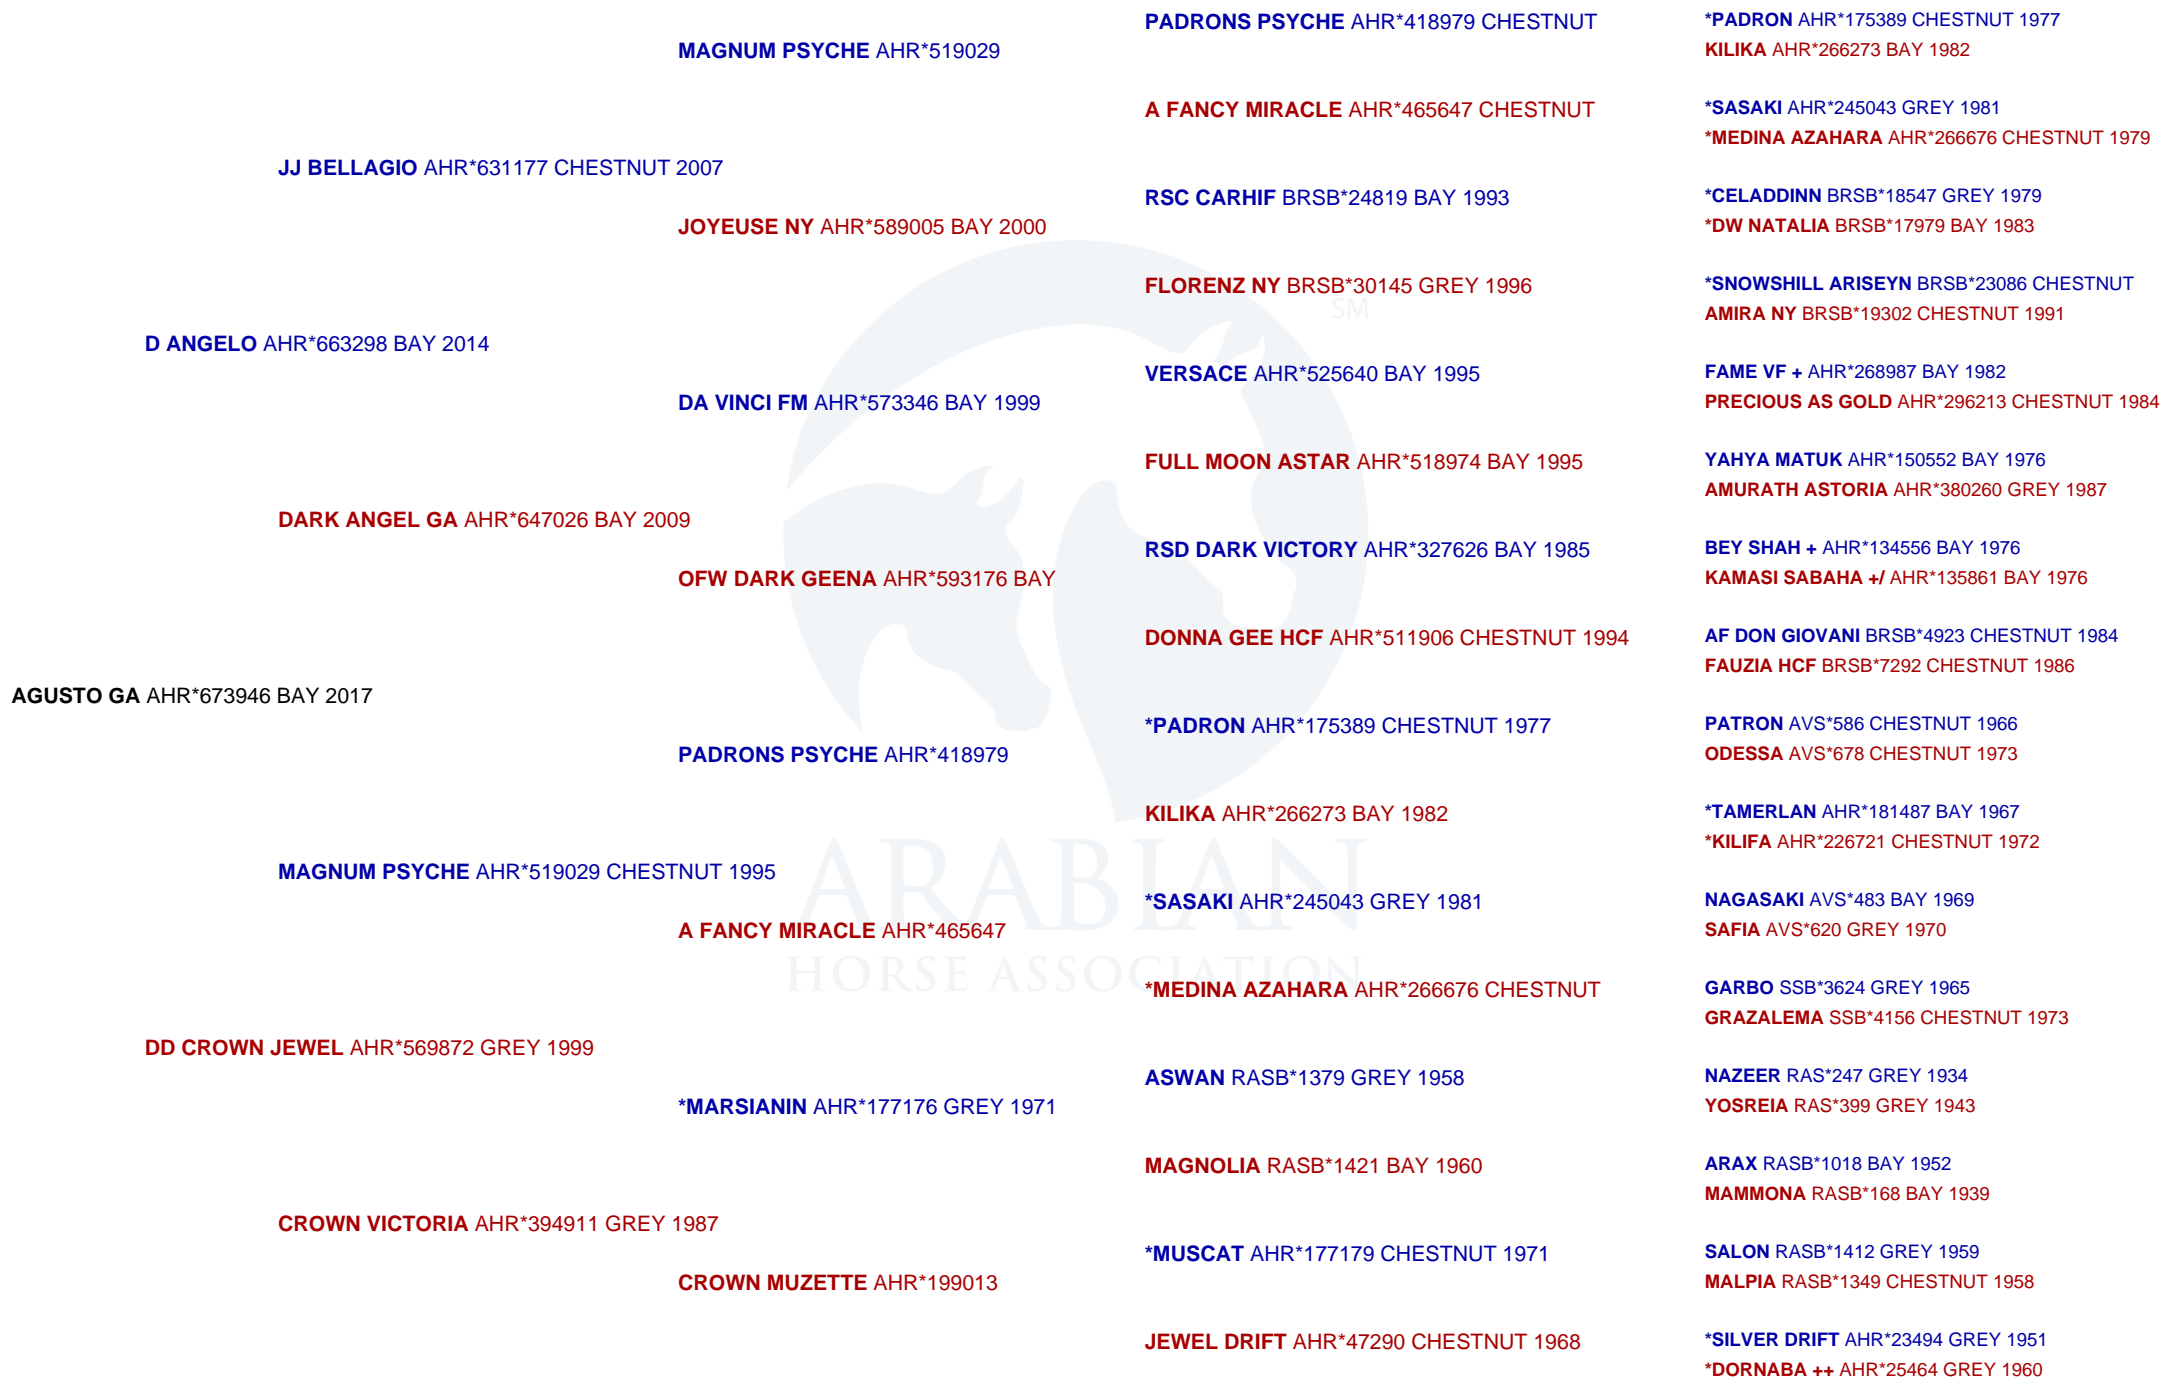 PADRONS PSYCHE AHR*418979 CHESTNUT
*PADRON AHR*175389 CHESTNUT 1977
MAGNUM PSYCHE AHR*519029
KILIKA AHR*266273 BAY 1982
A FANCY MIRACLE AHR*465647 CHESTNUT
*SASAKI AHR*245043 GREY 1981
*MEDINA AZAHARA AHR*266676 CHESTNUT 1979
JJ BELLAGIO AHR*631177 CHESTNUT 2007
RSC CARHIF BRSB*24819 BAY 1993
*CELADDINN BRSB*18547 GREY 1979
JOYEUSE NY AHR*589005 BAY 2000
*DW NATALIA BRSB*17979 BAY 1983
FLORENZ NY BRSB*30145 GREY 1996
*SNOWSHILL ARISEYN BRSB*23086 CHESTNUT
SM
AMIRA NY BRSB*19302 CHESTNUT 1991
D ANGELO AHR*663298 BAY 2014
VERSACE AHR*525640 BAY 1995
FAME VF + AHR*268987 BAY 1982
DA VINCI FM AHR*573346 BAY 1999
PRECIOUS AS GOLD AHR*296213 CHESTNUT 1984
FULL MOON ASTAR AHR*518974 BAY 1995
YAHYA MATUK AHR*150552 BAY 1976
AMURATH ASTORIA AHR*380260 GREY 1987
DARK ANGEL GA AHR*647026 BAY 2009
RSD DARK VICTORY AHR*327626 BAY 1985
BEY SHAH + AHR*134556 BAY 1976
OFW DARK GEENA AHR*593176 BAY
KAMASI SABAHA +/ AHR*135861 BAY 1976
DONNA GEE HCF AHR*511906 CHESTNUT 1994
AF DON GIOVANI BRSB*4923 CHESTNUT 1984
FAUZIA HCF BRSB*7292 CHESTNUT 1986
AGUSTO GA AHR*673946 BAY 2017
*PADRON AHR*175389 CHESTNUT 1977
PATRON AVS*586 CHESTNUT 1966
PADRONS PSYCHE AHR*418979
ODESSA AVS*678 CHESTNUT 1973
KILIKA AHR*266273 BAY 1982
*TAMERLAN AHR*181487 BAY 1967
*KILIFA AHR*226721 CHESTNUT 1972
MAGNUM PSYCHE AHR*519029 CHESTNUT 1995
ARABIAN
*SASAKI AHR*245043 GREY 1981
NAGASAKI AVS*483 BAY 1969
A FANCY MIRACLE AHR*465647
SAFIA AVS*620 GREY 1970
HORSE ASSOCIATION
*MEDINA AZAHARA AHR*266676 CHESTNUT
GARBO SSB*3624 GREY 1965
GRAZALEMA SSB*4156 CHESTNUT 1973
DD CROWN JEWEL AHR*569872 GREY 1999
ASWAN RASB*1379 GREY 1958
NAZEER RAS*247 GREY 1934
*MARSIANIN AHR*177176 GREY 1971
YOSREIA RAS*399 GREY 1943
MAGNOLIA RASB*1421 BAY 1960
ARAX RASB*1018 BAY 1952
MAMMONA RASB*168 BAY 1939
CROWN VICTORIA AHR*394911 GREY 1987
*MUSCAT AHR*177179 CHESTNUT 1971
SALON RASB*1412 GREY 1959
CROWN MUZETTE AHR*199013
MALPIA RASB*1349 CHESTNUT 1958
JEWEL DRIFT AHR*47290 CHESTNUT 1968
*SILVER DRIFT AHR*23494 GREY 1951
*DORNABA ++ AHR*25464 GREY 1960